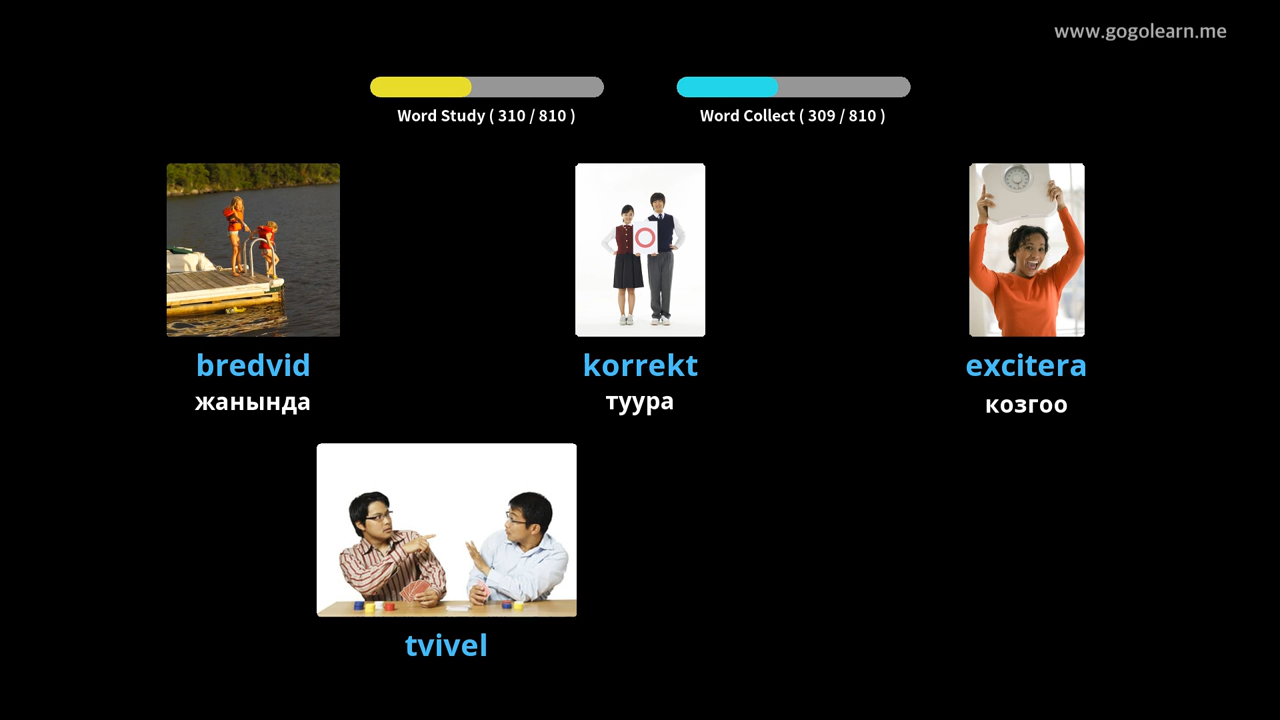 www.gogolearn.me
Word Study ( 310 / 810 )
Word Collect ( 309 / 810 )
bredvid
жанында
korrekt
туура
excitera
козгоо
tvivel